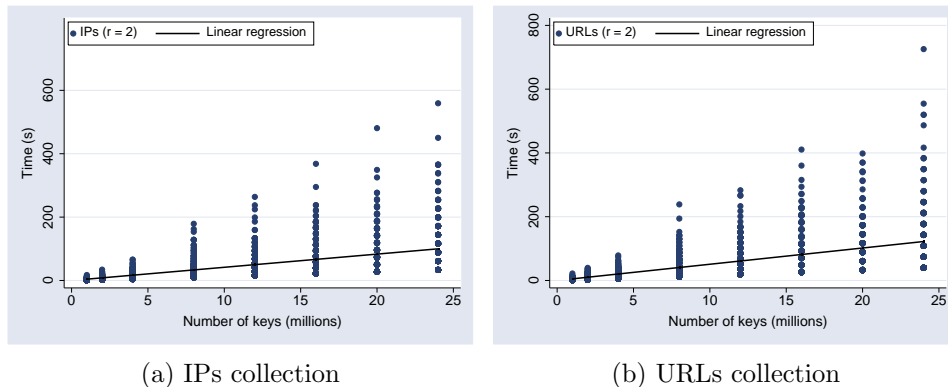 IPs (r = 2) Linear regression
600
400
200
0
Time (s)
0 5 10 15 20 25
Number of keys (millions)
(a) IPs collection
URLs (r = 2) Linear regression
800
600
400
200
0
Time (s)
0 5 10 15 20 25
Number of keys (millions)
(b) URLs collection